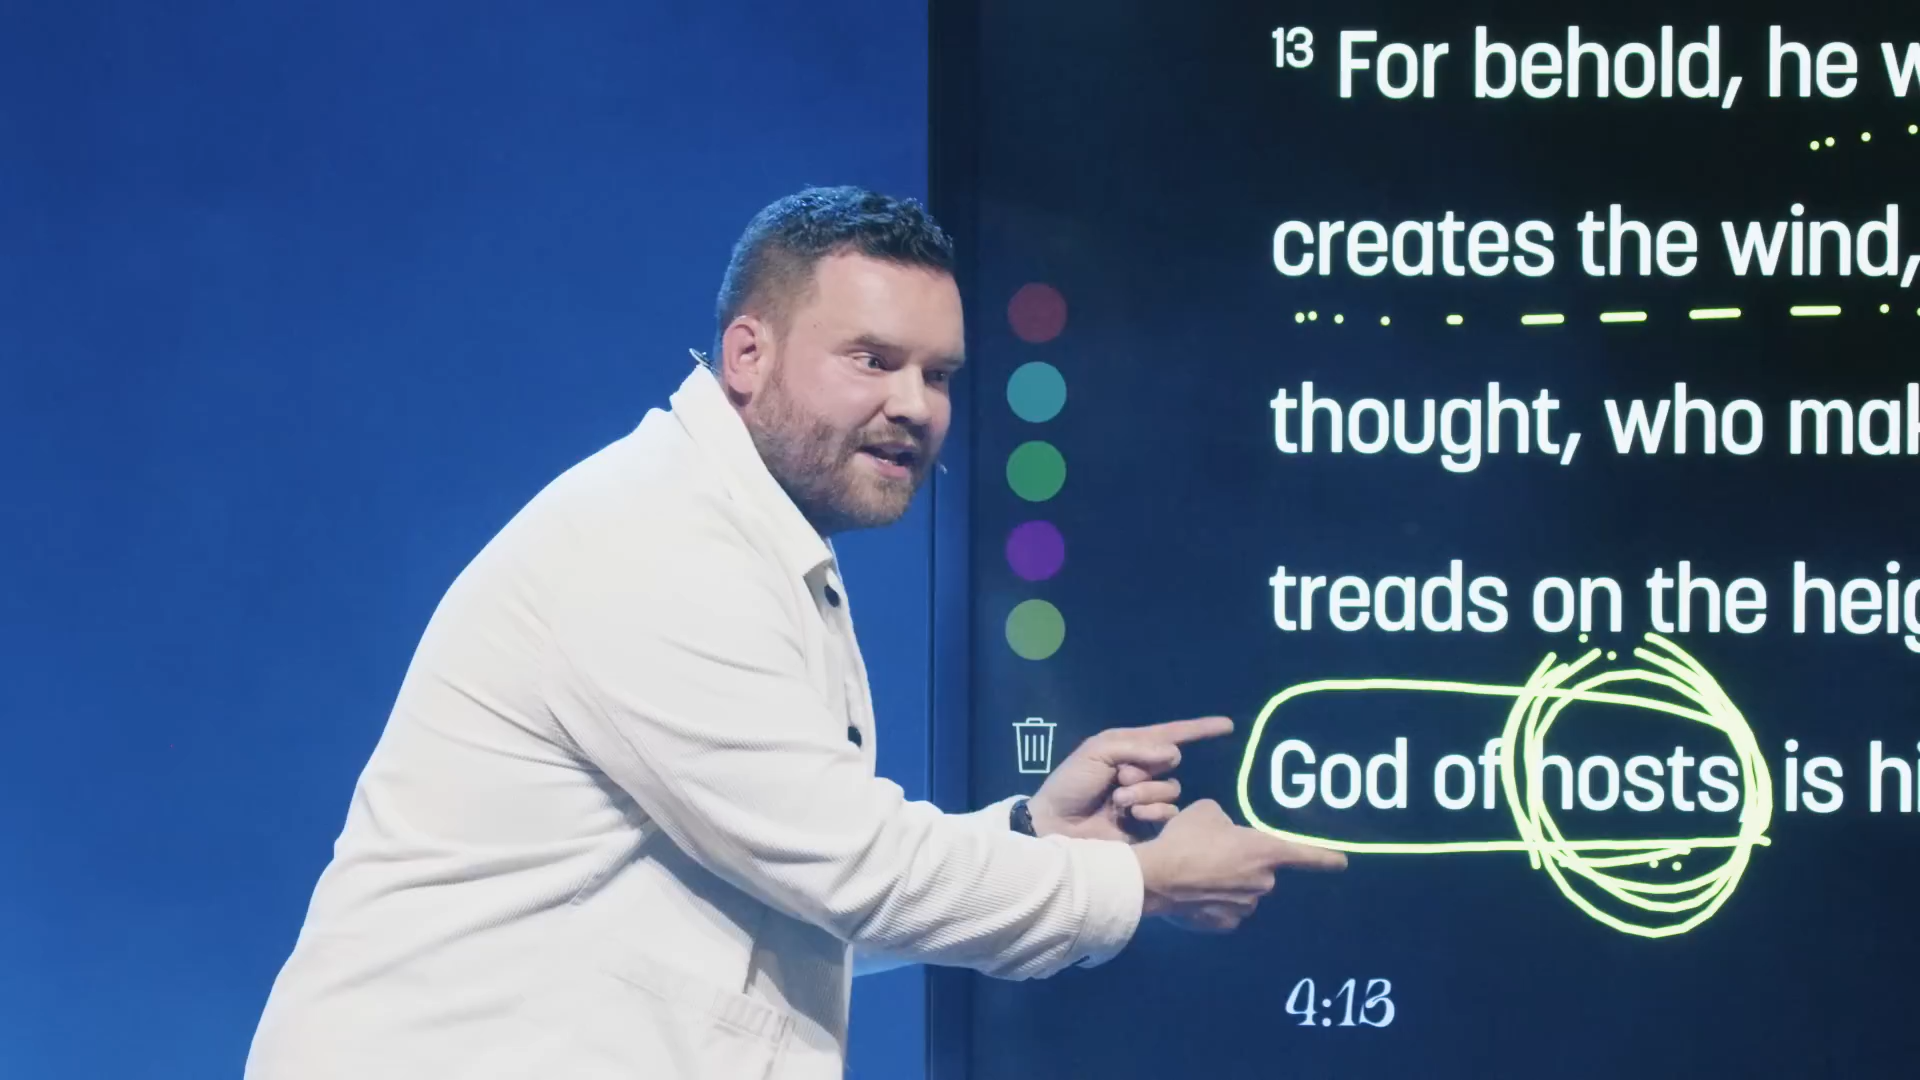 13 For behold, he
creates the wind,
thought, who
treads on the
God of hosts, is
4:13